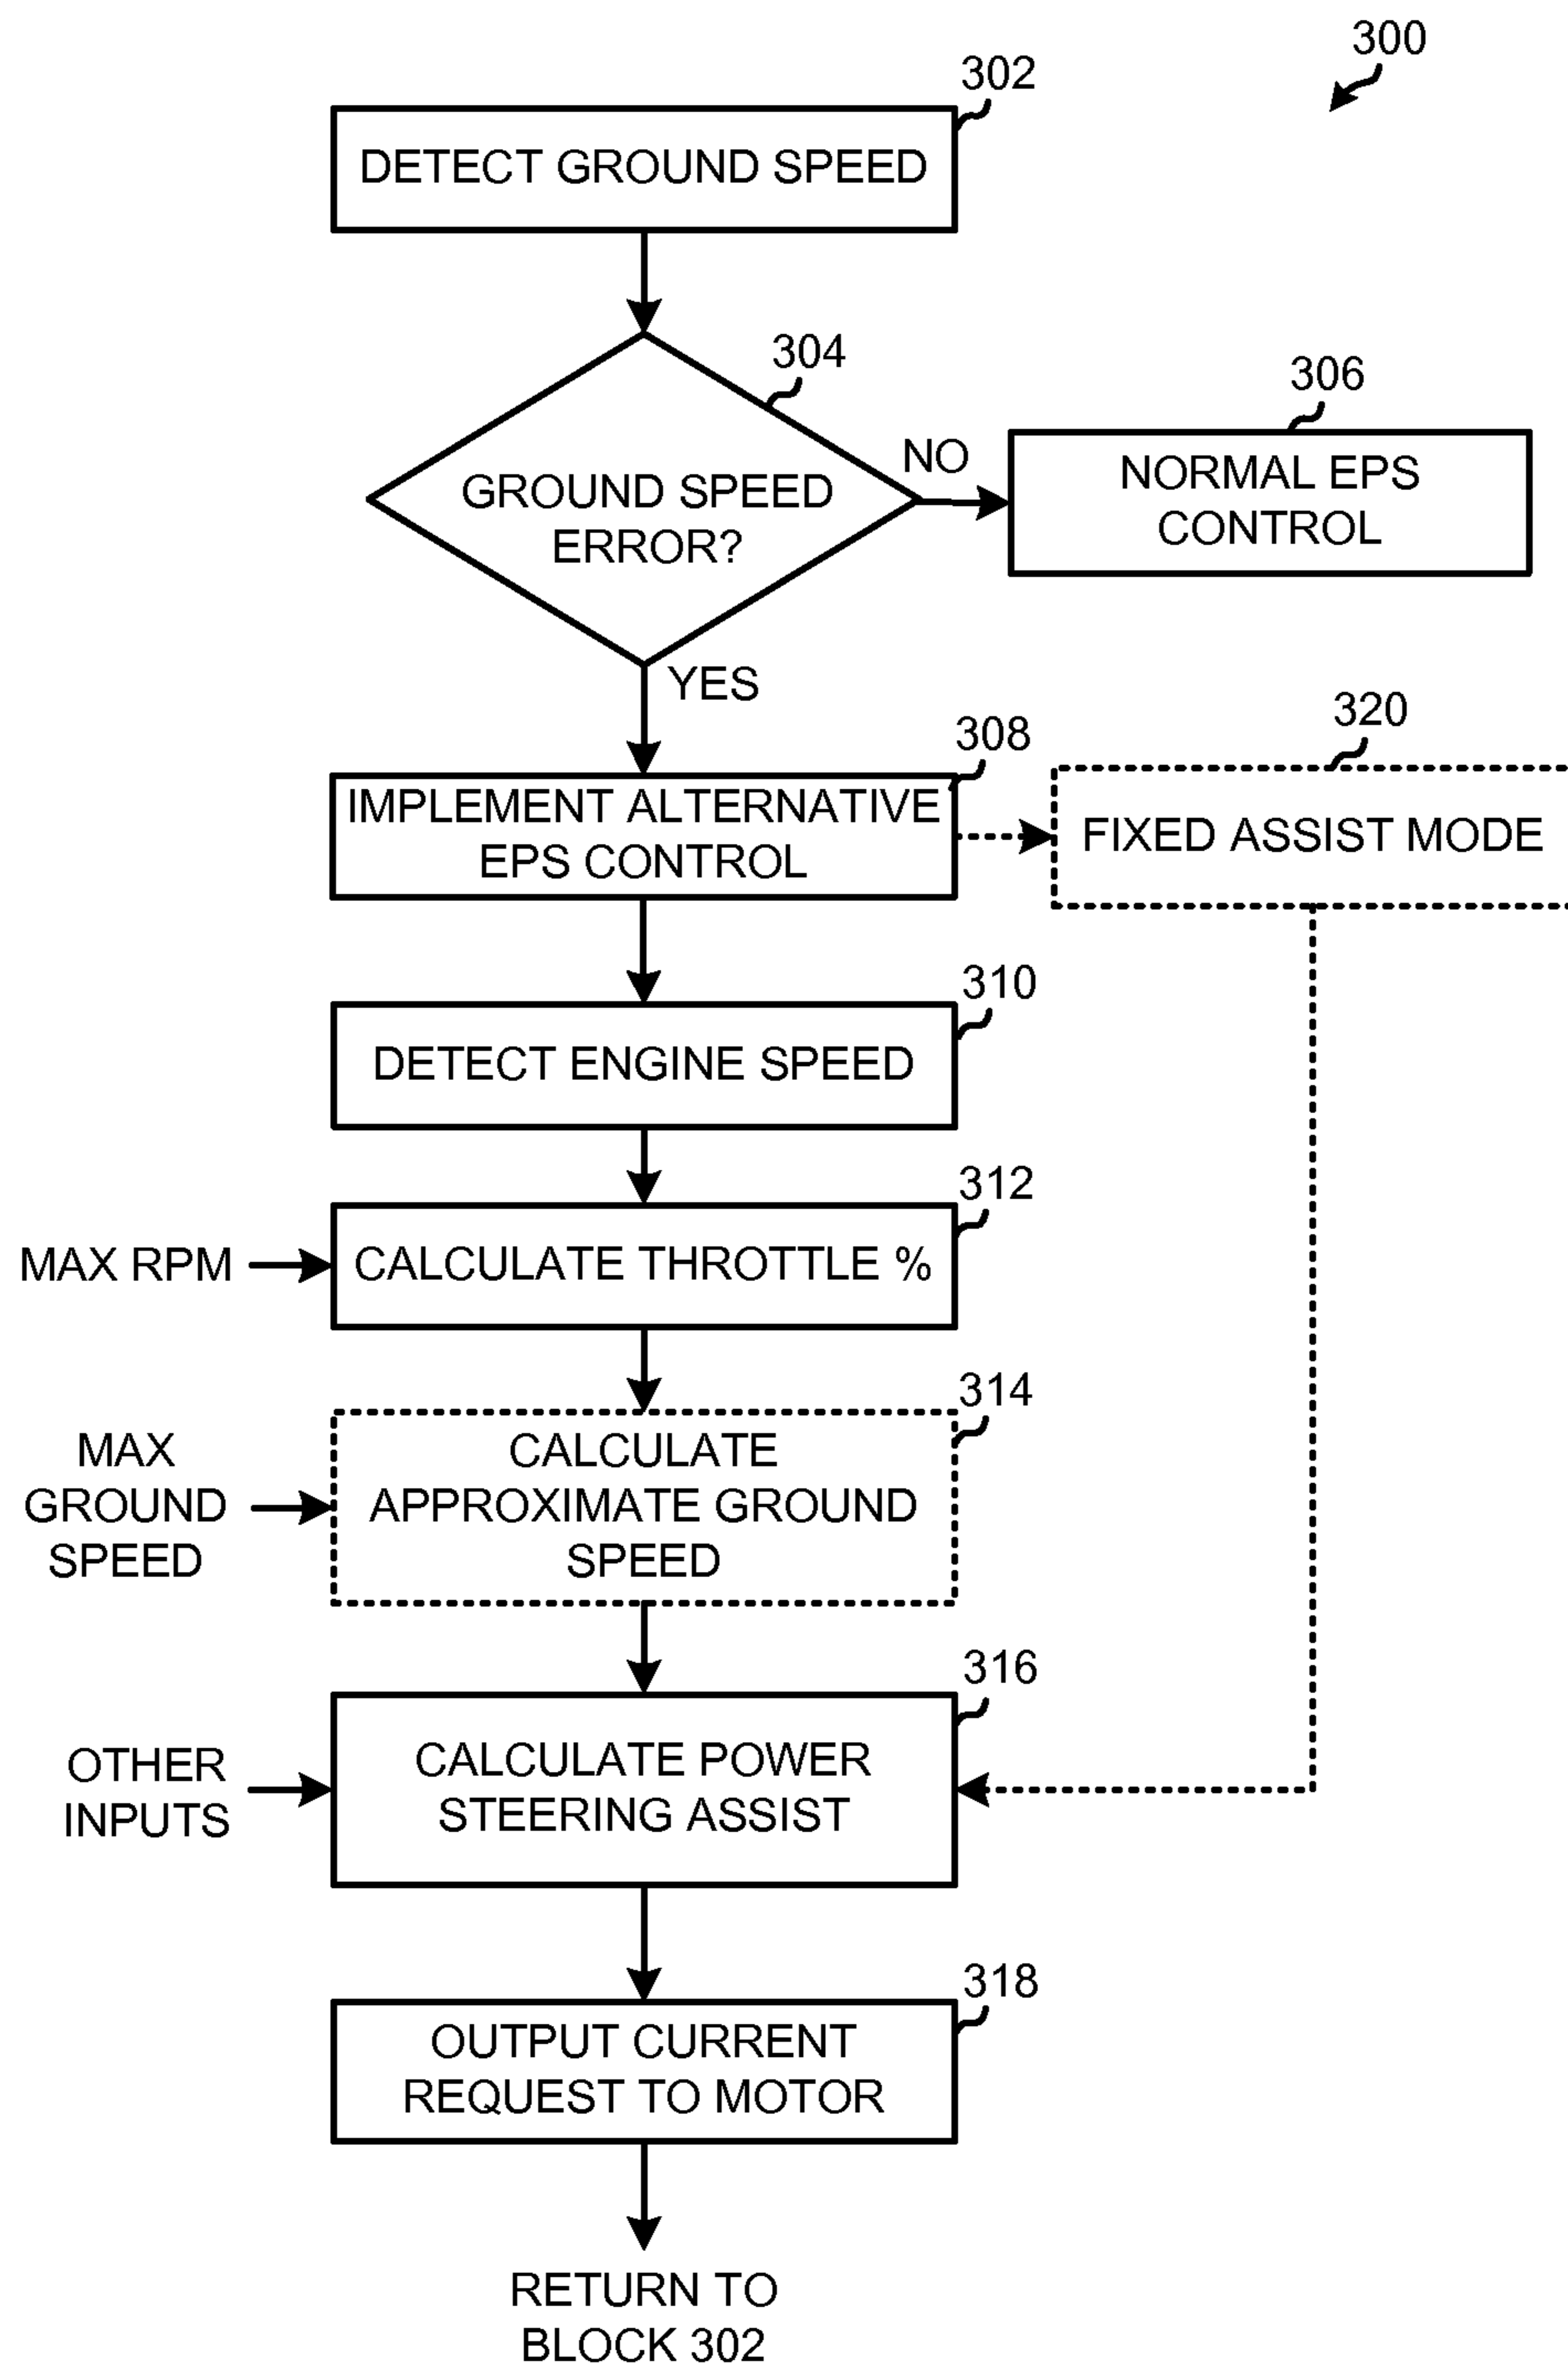 300
302
DETECT GROUND SPEED
304
GROUND SPEED
ERROR?
NO
306
NORMAL EPS
CONTROL
YES
308
IMPLEMENT ALTERNATIVE
EPS CONTROL
320
FIXED ASSIST MODE
310
DETECT ENGINE SPEED
312
MAX RPM
CALCULATE THROTTLE %
314
MAX
GROUND
SPEED
CALCULATE
APPROXIMATE GROUND
SPEED
316
OTHER
INPUTS
CALCULATE POWER
STEERING ASSIST
318
OUTPUT CURRENT
REQUEST TO MOTOR
RETURN TO
BLOCK 302